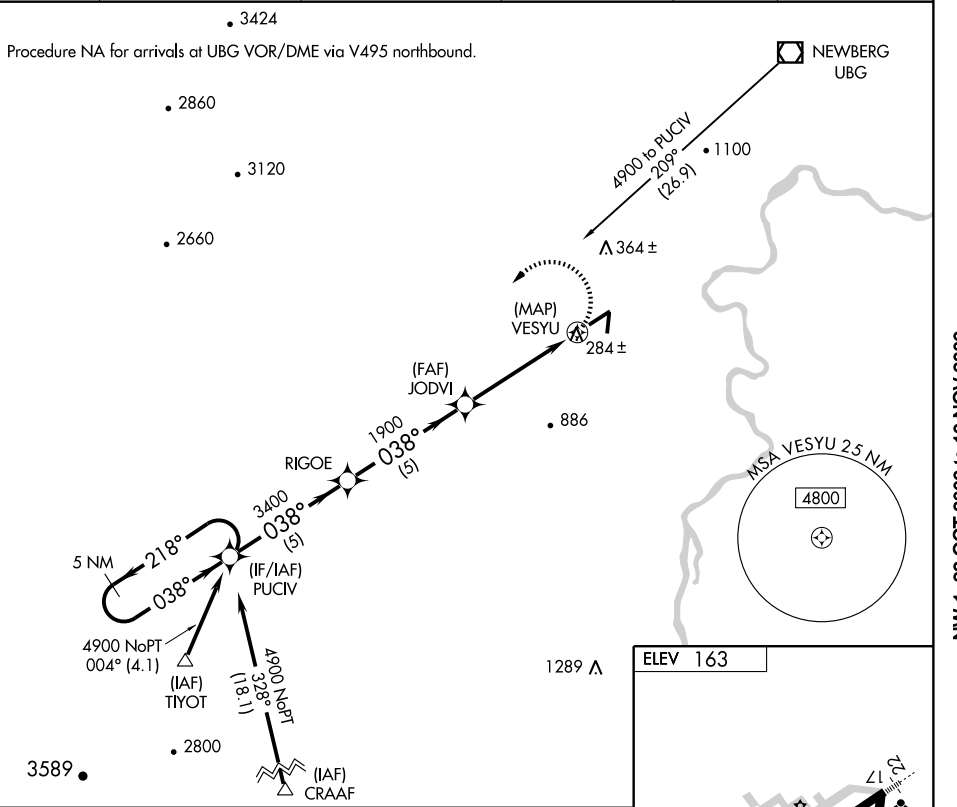 3424
Procedure NA for arrivals at UBG VOR/DME via V495 northbound.
NEWBERG
UBG
2860
4900 to PUCIV
209°
(26.9)
1100
3120
2660
364 ±
(MAP)
VESYU
284 ±
(FAF)
JODVI
1900
038°
(5)
886
RIGOE
3400
038°
(5)
MSA VESYU 25 NM
4800
5 NM
218°
038°
(IF/IAF)
PUCIV
4900 NoPT
004° (4.1)
(IAF)
TIYOT
4900 NoPT
328°
(18.1)
1289
ELEV 163
2800
3589
(IAF)
CRAAF
17
22